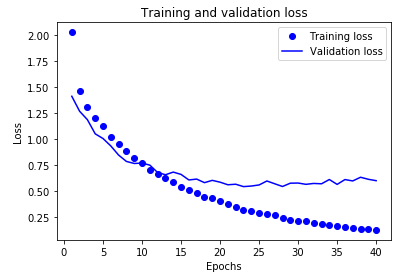 Training and validation loss
Training loss
Validation loss
2.00
1.75
1.50
1.25
1.00
0.75
0.50
0.25
Loss
0 5 10 15 20 25 30 35 40
Epochs